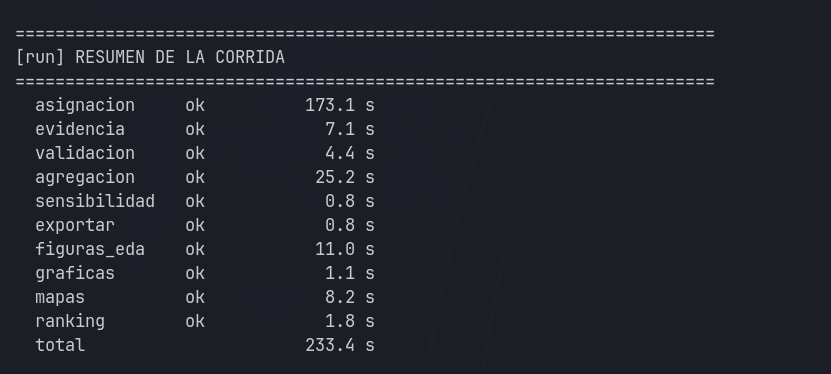 ======================================================================
[run] RESUMEN DE LA CORRIDA
======================================================================
  asignacion     ok          173.1 s
  evidencia      ok            7.1 s
  validacion     ok            4.4 s
  agregacion     ok           25.2 s
  sensibilidad   ok            0.8 s
  exportar       ok            0.8 s
  figuras_eda    ok           11.0 s
  graficas       ok            1.1 s
  mapas          ok            8.2 s
  ranking        ok            1.8 s
  total                      233.4 s